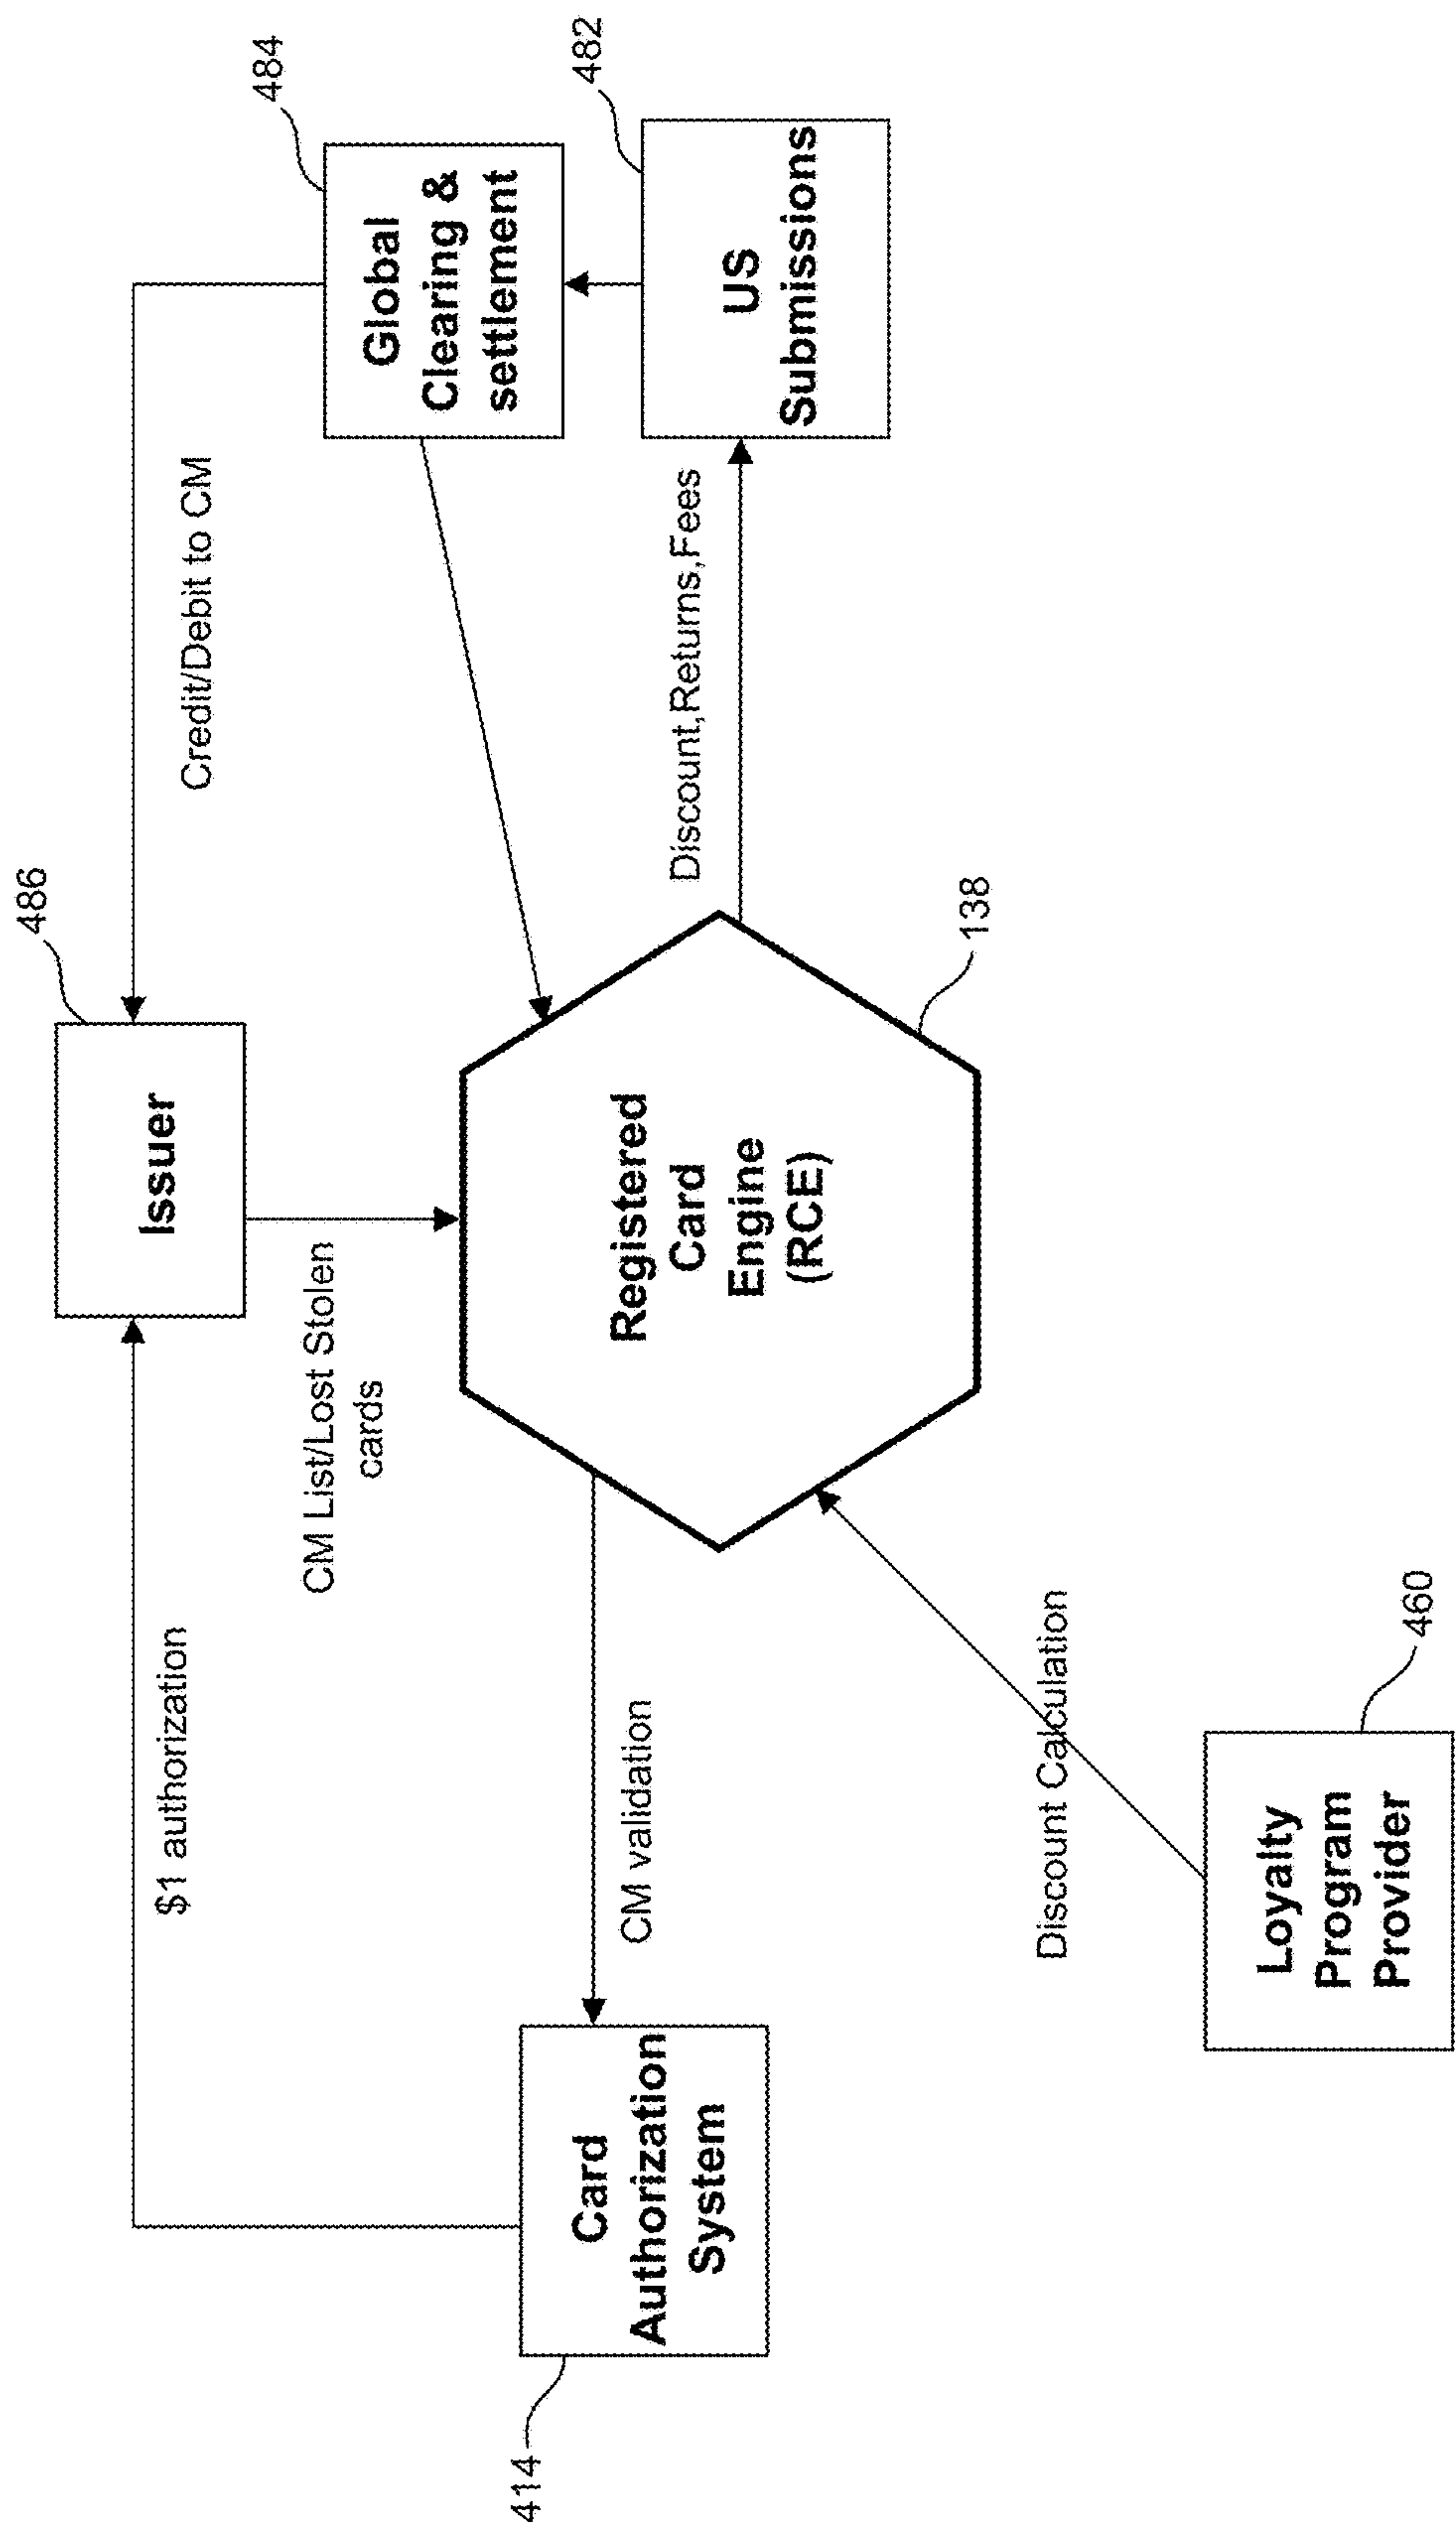 486
Issuer
484
Global
Clearing &
settlement
Credit/Debit to CM
$1 authorization
CM List/Lost Stolen
cards
482
US
Submissions
Discount,Returns,Fees
Registered
Card
Engine
(RCE)
138
CM validation
414
Card
Authorization
System
Discount Calculation
460
Loyalty
Program
Provider